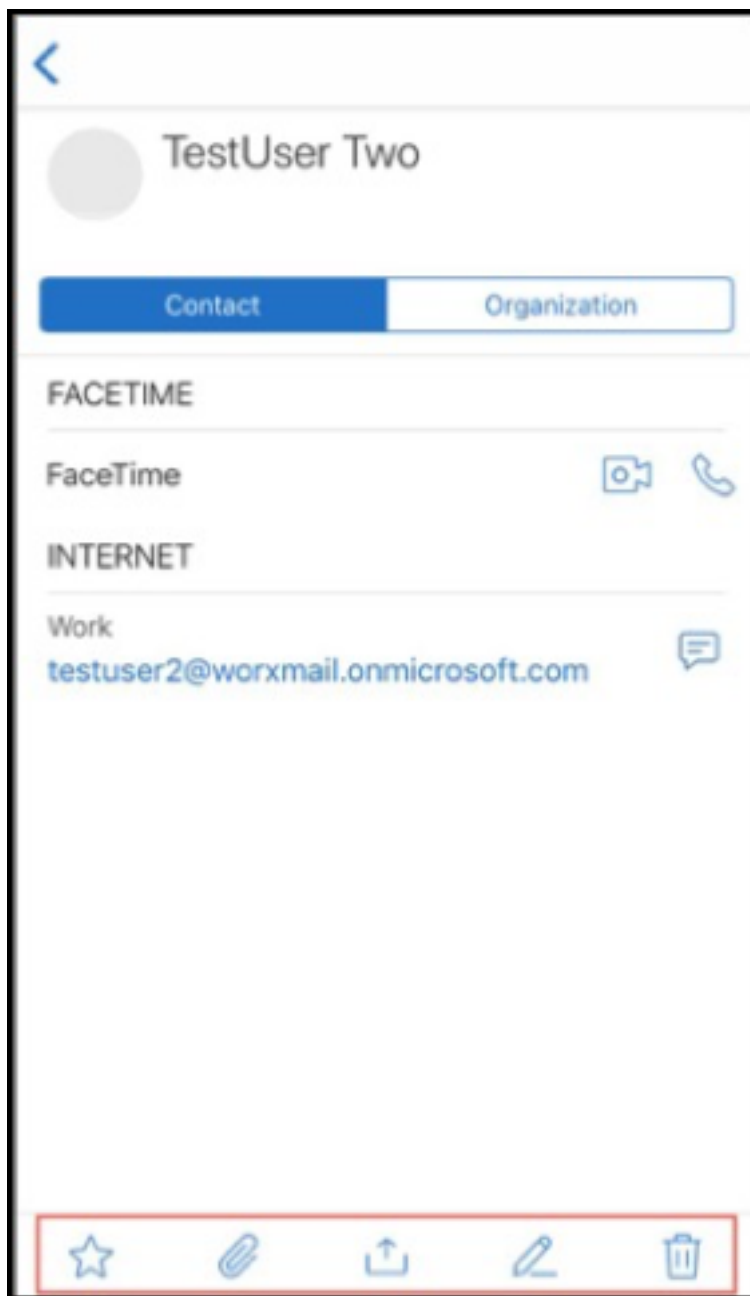 TestUser Two
Contact
Organization
FACETIME
FaceTime
INTERNET
Work
testuser2@worxmail.onmicrosoft.com